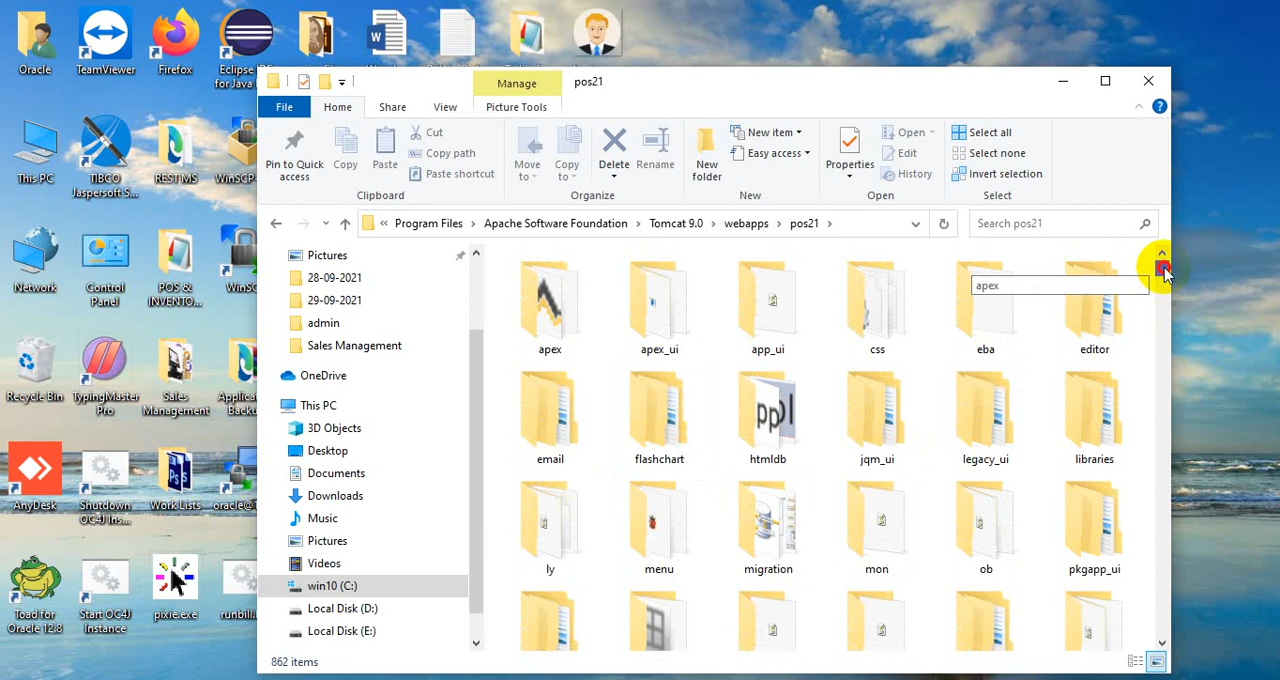 Oracle
TeamViewer
Firefox
Eclipse
for Java
This PC
TIBCO
Jaspersoft S...
REST MS
Network
Control
Panel
POS &
INVENTO...
Recycle Bin
TypingMaster
Pro
Sales
Management
Backu
AnyDesk
Shutdown
OC4J Ins...
Work Lists
oracle@1
Toad for
Oracle 12.8
Start OC4J
Instance
pixie.exe
runbill.
Manage
pos21
File
Home
Share
View
Picture Tools
Pin to Quick
access
Copy
Paste
Cut
Copy path
Paste shortcut
Clipboard
Move
to
Copy
to
Delete
Rename
Organize
New
folder
New item
Easy access
New
Properties
Open
Edit
History
Open
Select all
Select none
Invert selection
Select
« Program Files › Apache Software Foundation › Tomcat 9.0 › webapps › pos21 ›
Search pos21
Pictures
28-09-2021
29-09-2021
admin
Sales Management
OneDrive
This PC
3D Objects
Desktop
Documents
Downloads
Music
Pictures
Videos
win10 (C:)
Local Disk (D:)
Local Disk (E:)
apex
apex apex_ui app_ui css eba editor
email flashchart htmldb jqm_ui legacy_ui libraries
ly menu migration mon ob pkgapp_ui
862 items